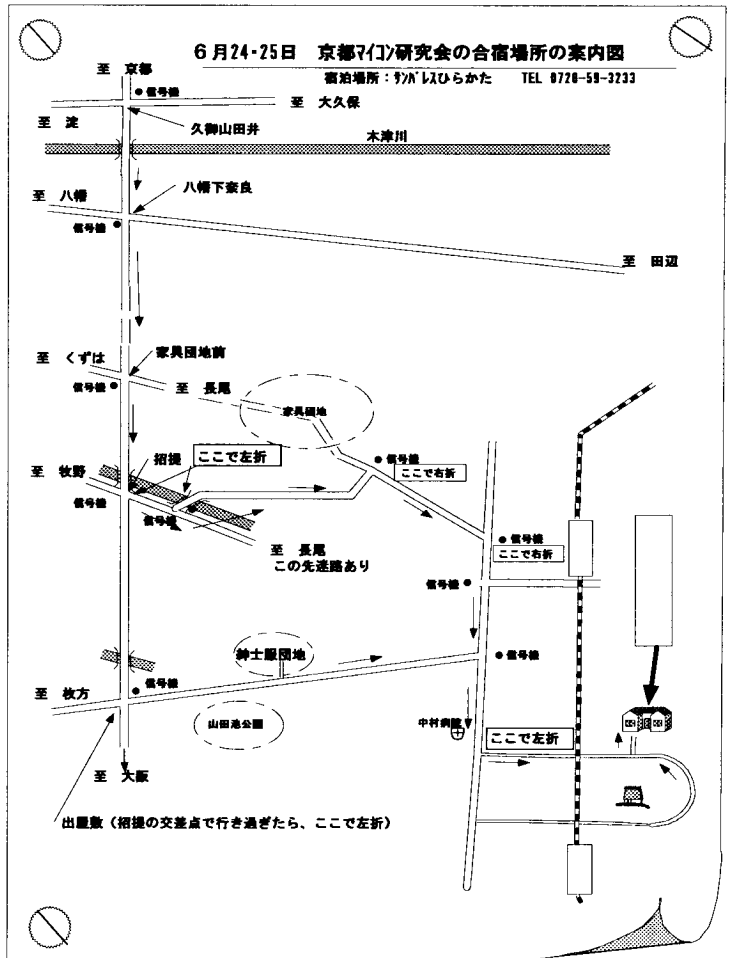 6月24・25日 京都ﾏｲｺﾝ研究会の合宿場所の案内図
宿泊場所：ｻﾝﾊﾟﾚスひらかた TEL 0720-59-3233
至 京都
信号機
至 大久保
至 淀
久御山田井
木津川
至 八幡
八幡下奈良
信号機
至 田辺
至 くずは
家具団地前
信号機
至 長尾
家具団地
信号機
ここで右折
至 牧野
招提
ここで左折
信号機
信号機
至 長尾
この先迷路あり
信号機
ここで右折
信号機
紳士服団地
信号機
至 枚方
信号機
山田池公園
中村病院
ここで左折
至 大阪
出屋敷（招提の交差点で行き過ぎたら、ここで左折）